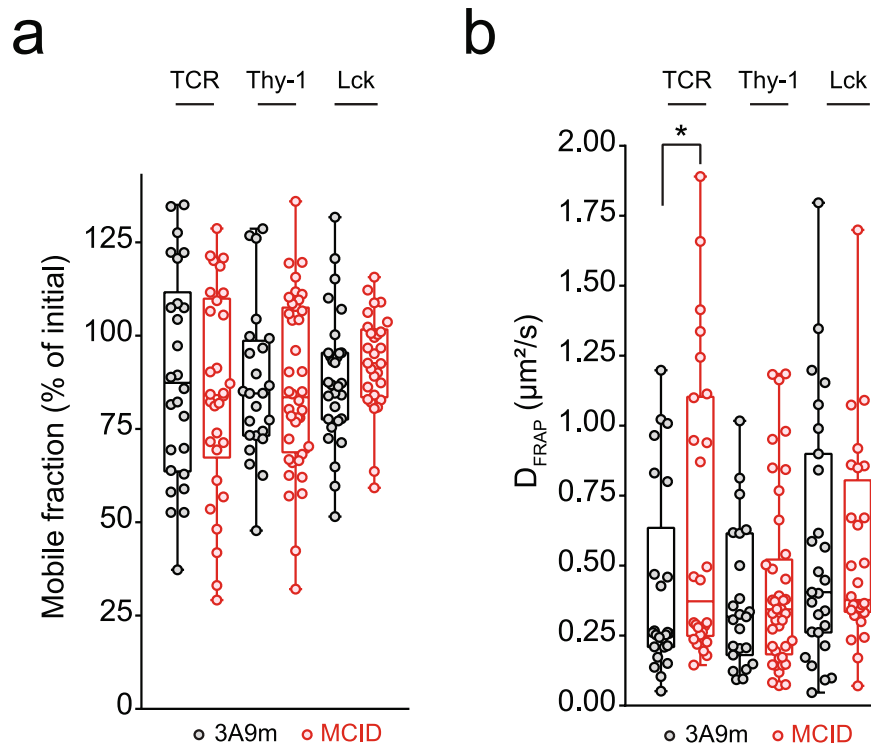 a
TCR Thy-1 Lck
Mobile fraction (% of initial)
125
100
75
50
25
0
3A9m MCID
b
TCR Thy-1 Lck
*
D_FRAP (µm²/s)
2.00
1.75
1.50
1.25
1.00
0.75
0.50
0.25
0.00
3A9m MCID